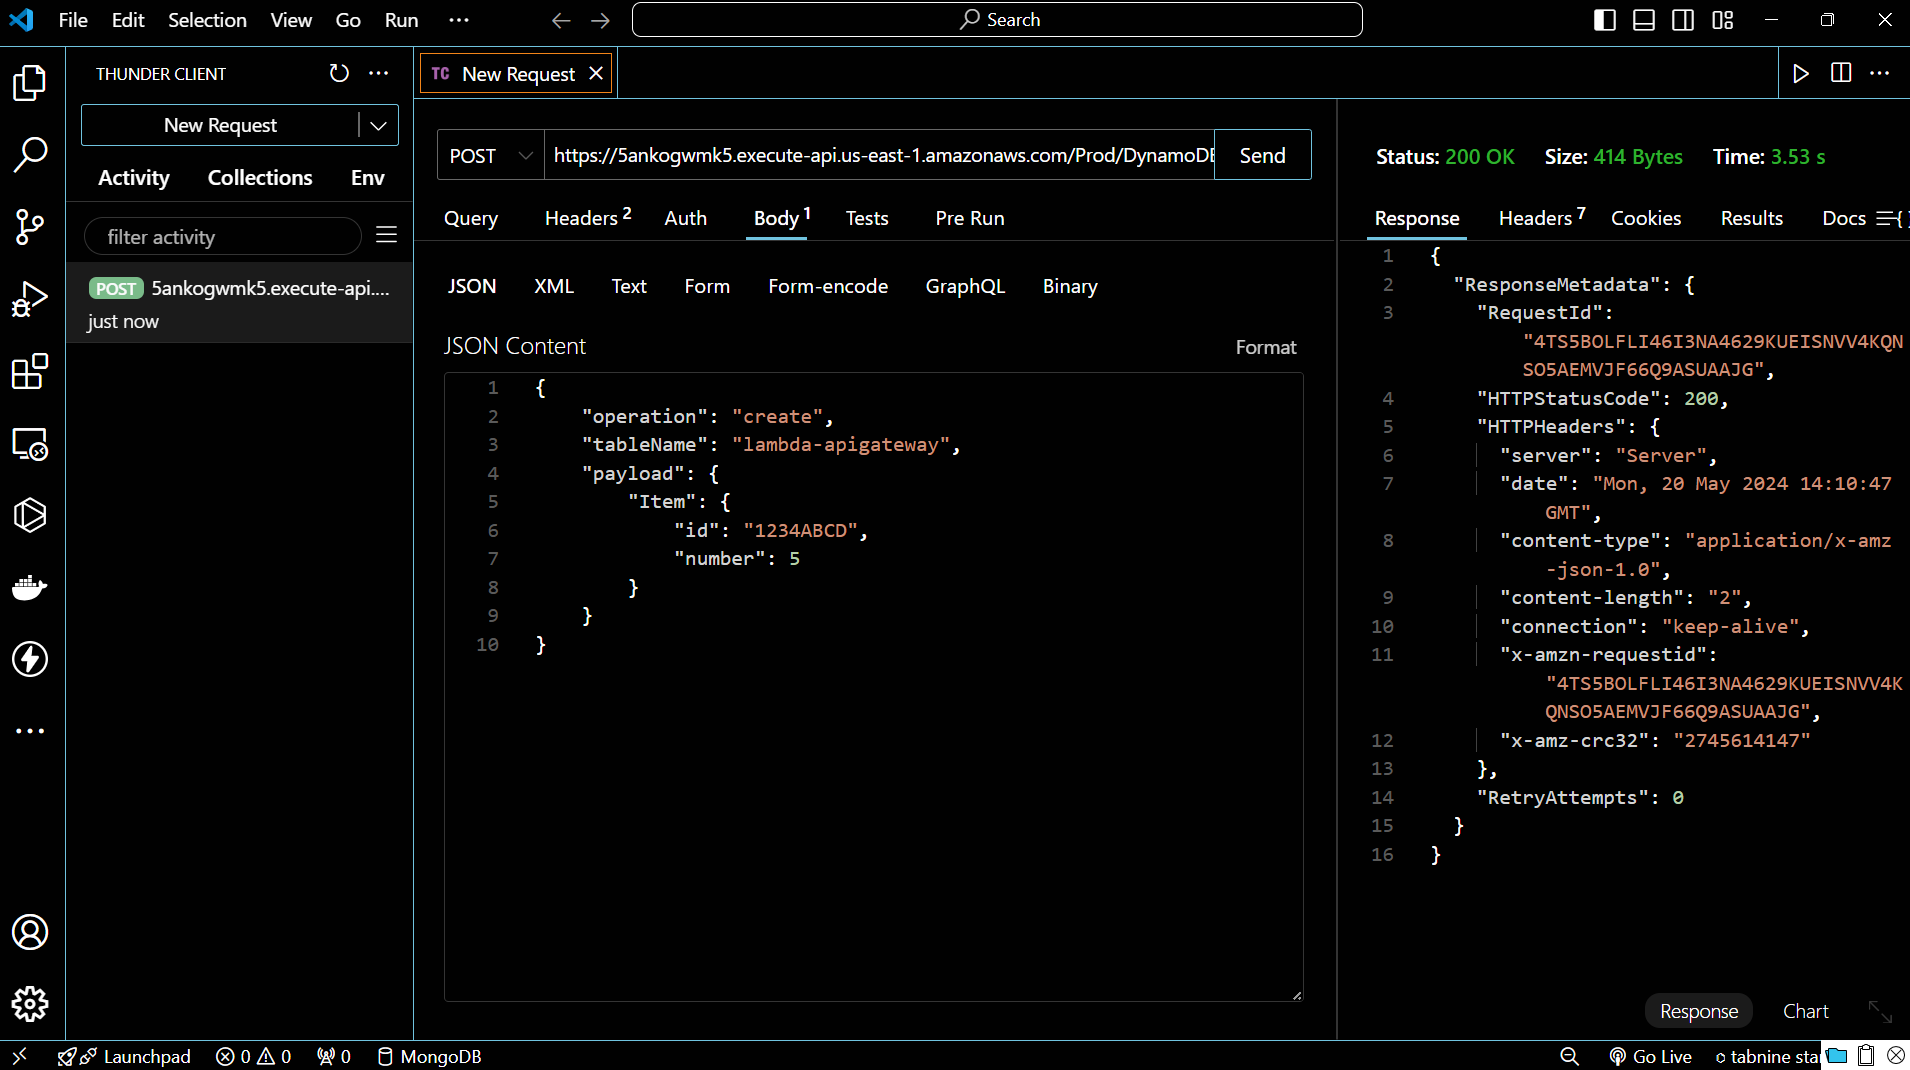 File Edit Selection View Go Run ... Search
THUNDER CLIENT
New Request
Activity Collections Env
filter activity
POST 5ankogwmk5.execute-api....
just now
TC New Request
POST https://5ankogwmk5.execute-api.us-east-1.amazonaws.com/Prod/DynamoDB Send
Query Headers 2 Auth Body 1 Tests Pre Run
JSON XML Text Form Form-encode GraphQL Binary
JSON Content Format
1 {
2 "operation": "create",
3 "tableName": "lambda-apigateway",
4 "payload": {
5 "Item": {
6 "id": "1234ABCD",
7 "number": 5
8 }
9 }
10 }
Status: 200 OK Size: 414 Bytes Time: 3.53 s
Response Headers 7 Cookies Results Docs
1 {
2 "ResponseMetadata": {
3 "RequestId":
"4TS5BOLFLI46I3NA4629KUEISNVV4KQN
SO5AEMVJF66Q9ASUAAJG",
4 "HTTPStatusCode": 200,
5 "HTTPHeaders": {
6 "server": "Server",
7 "date": "Mon, 20 May 2024 14:10:47
GMT",
8 "content-type": "application/x-amz
-json-1.0",
9 "content-length": "2",
10 "connection": "keep-alive",
11 "x-amzn-requestid":
"4TS5BOLFLI46I3NA4629KUEISNVV4K
QNSO5AEMVJF66Q9ASUAAJG",
12 "x-amz-crc32": "2745614147"
13 },
14 "RetryAttempts": 0
15 }
16 }
Response Chart
Launchpad 0 0 0 MongoDB Go Live tabnine sta